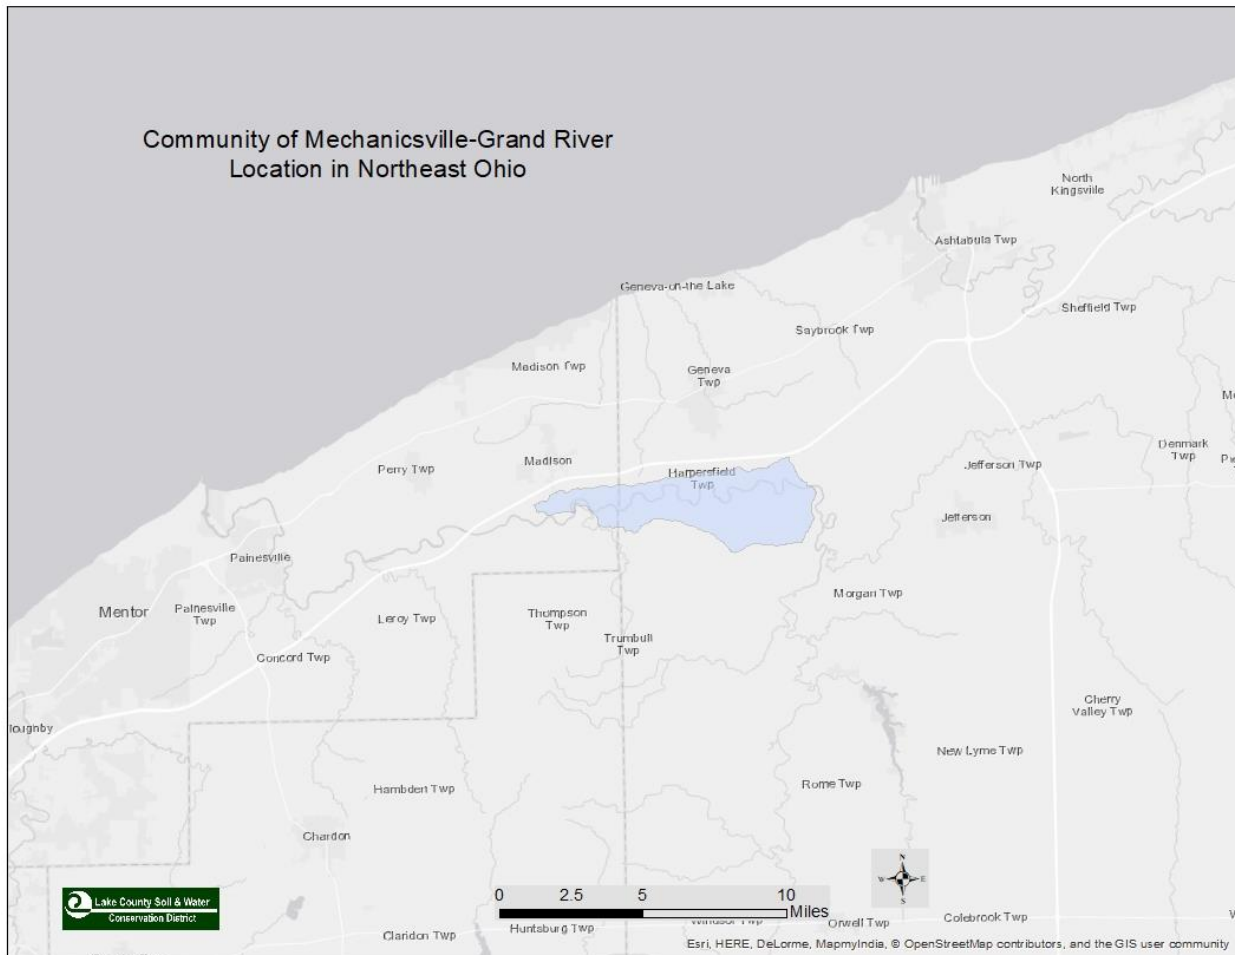 Community of Mechanicsville-Grand River
Location in Northeast Ohio
North
Kingsville
Ashtabula Twp
Geneva-on-the Lake
Sheffield Twp
Saybrook Twp
Madison Twp
Geneva
Twp
Denmark
Twp
Madison
Perry Twp
Harpersfield
Twp
Jefferson Twp
Jefferson
Painesville
Mentor
Painesville
Twp
Leroy Twp
Thompson
Twp
Morgan Twp
Trumbull
Twp
Concord Twp
Cherry
Valley Twp
loughby
New Lyme Twp
Hambden Twp
Rome Twp
Chardon
N
W E
S
Lake County Soil & Water
Conservation District
0 2.5 5 10
Miles
Windsor Twp
Orwell Twp
Colebrook Twp
Claridon Twp
Huntsburg Twp
Esri, HERE, DeLorme, MapmyIndia, © OpenStreetMap contributors, and the GIS user community